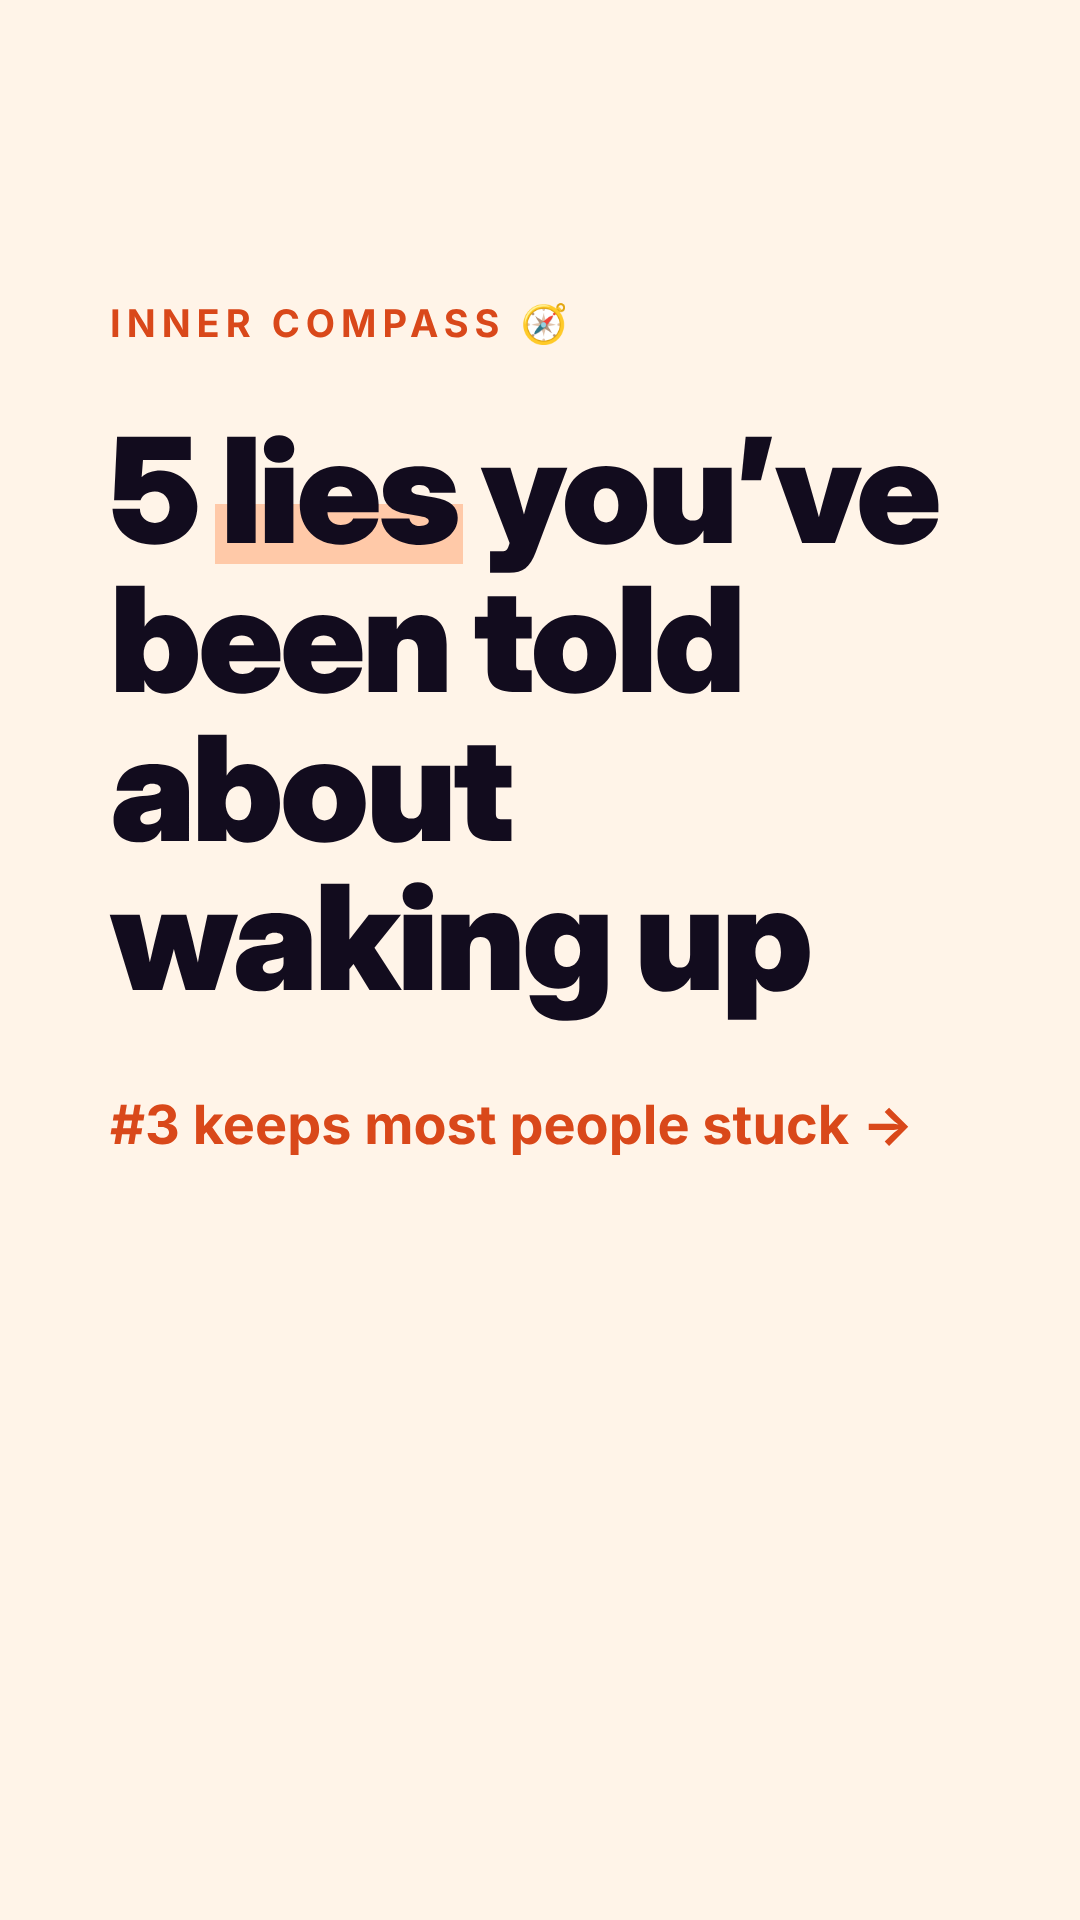 INNER COMPASS 🧭
5 lies you’ve
been told
about
waking up
#3 keeps most people stuck →